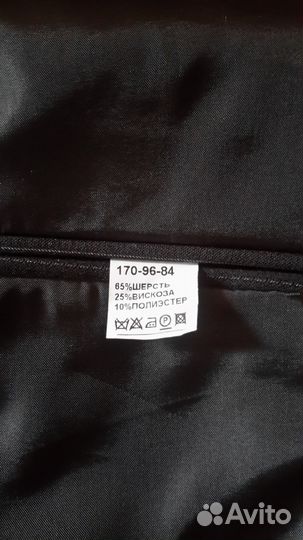 170-96-84
65%ШЕРСТЬ
25%ВИСКОЗА
10%ПОЛИЭСТЕР
P
Avito